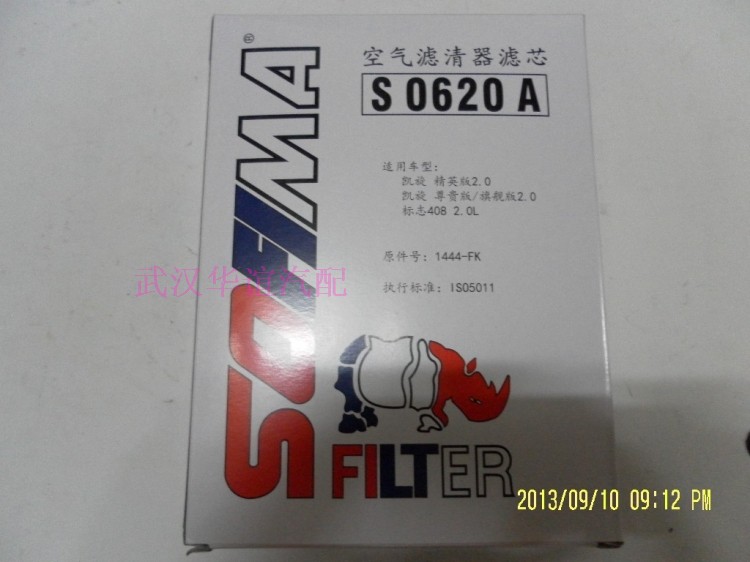 SOFIMA®
空气滤清器滤芯
S 0620 A
适用车型:
凯旋 精英版2.0
凯旋 尊贵版/旗舰版2.0
标志408 2.0L
原件号: 1444-FK
执行标准: ISO5011
武汉华谊汽配
FILTER
2013/09/10 09:12 PM